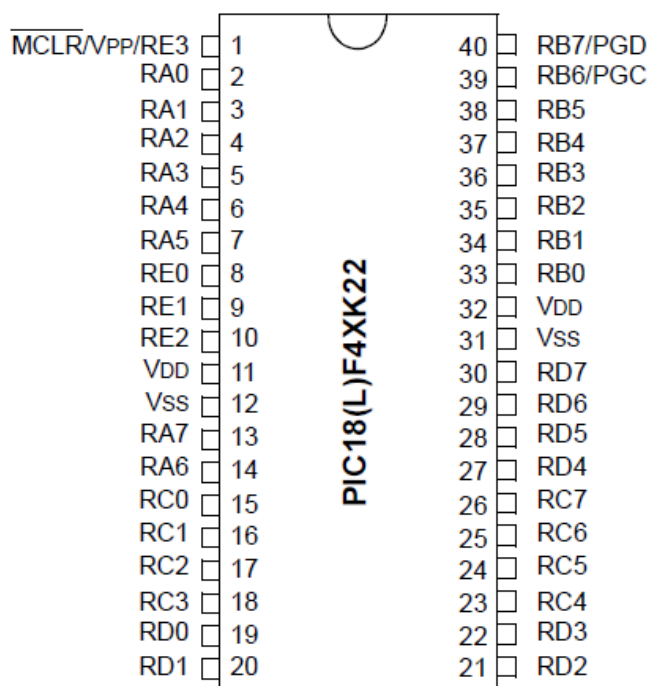 MCLR/VPP/RE3 1 40 RB7/PGD
RA0 2 39 RB6/PGC
RA1 3 38 RB5
RA2 4 37 RB4
RA3 5 36 RB3
RA4 6 35 RB2
RA5 7 34 RB1
RE0 8 33 RB0
RE1 9 32 VDD
RE2 10 31 VSS
VDD 11 30 RD7
VSS 12 29 RD6
RA7 13 28 RD5
RA6 14 27 RD4
RC0 15 26 RC7
RC1 16 25 RC6
RC2 17 24 RC5
RC3 18 23 RC4
RD0 19 22 RD3
RD1 20 21 RD2
PIC18(L)F4XK22